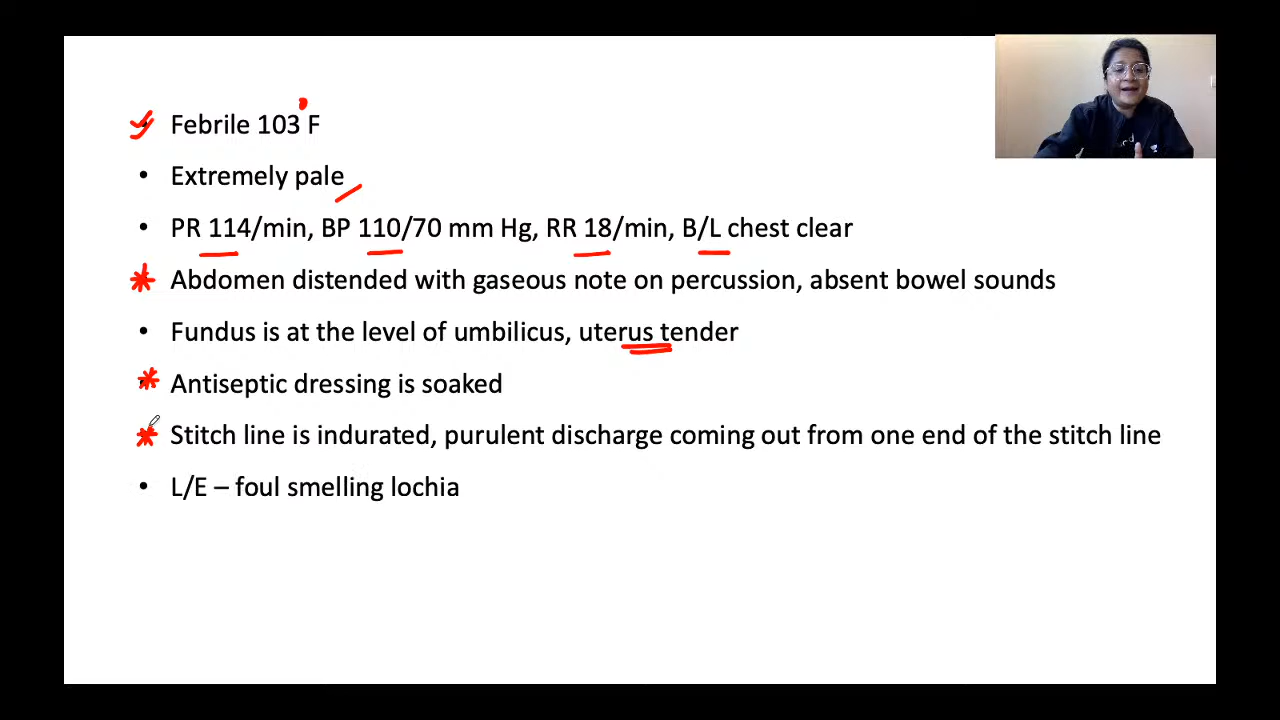 Febrile 103 F
• Extremely pale
• PR 114/min, BP 110/70 mm Hg, RR 18/min, B/L chest clear
Abdomen distended with gaseous note on percussion, absent bowel sounds
• Fundus is at the level of umbilicus, uterus tender
Antiseptic dressing is soaked
Stitch line is indurated, purulent discharge coming out from one end of the stitch line
• L/E – foul smelling lochia